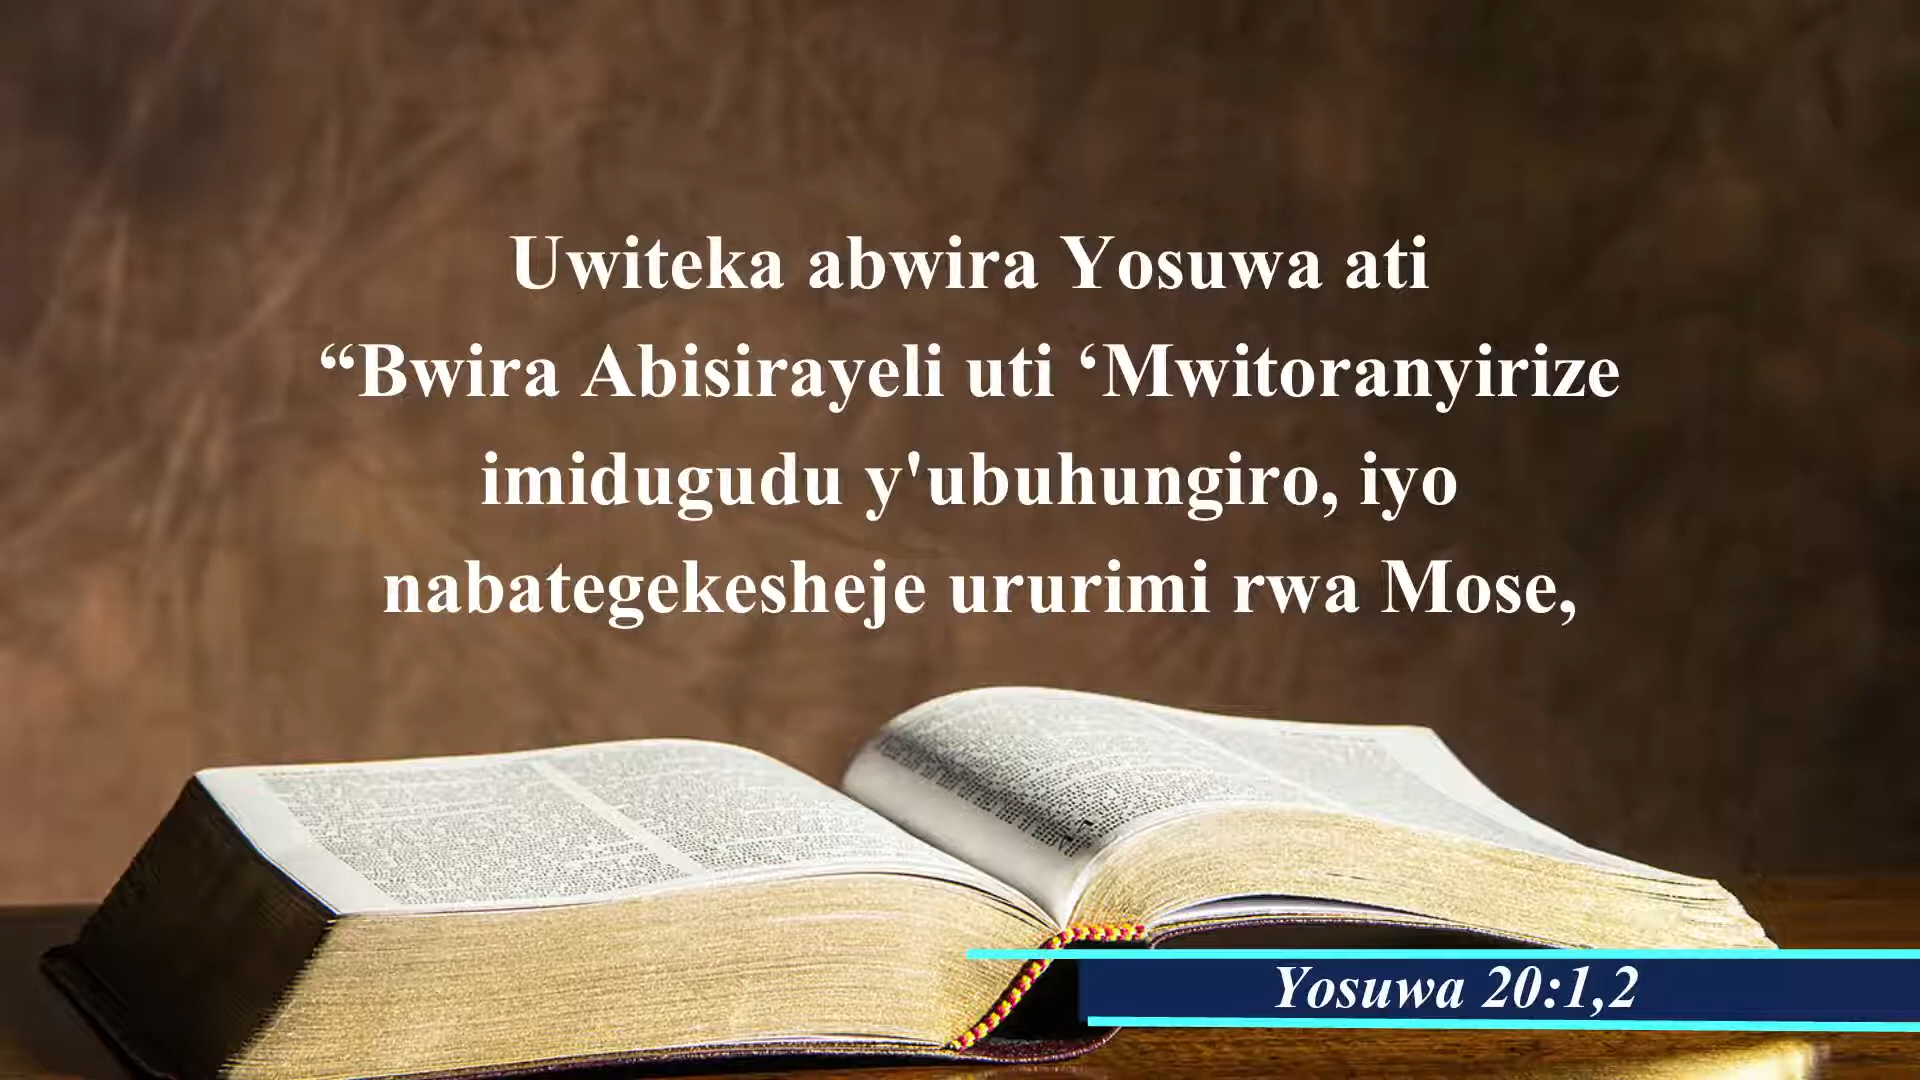 Uwiteka abwira Yosuwa ati
“Bwira Abisirayeli uti ‘Mwitoranyirize
imidugudu y'ubuhungiro, iyo
nabategekesheje ururimi rwa Mose,
Yosuwa 20:1,2